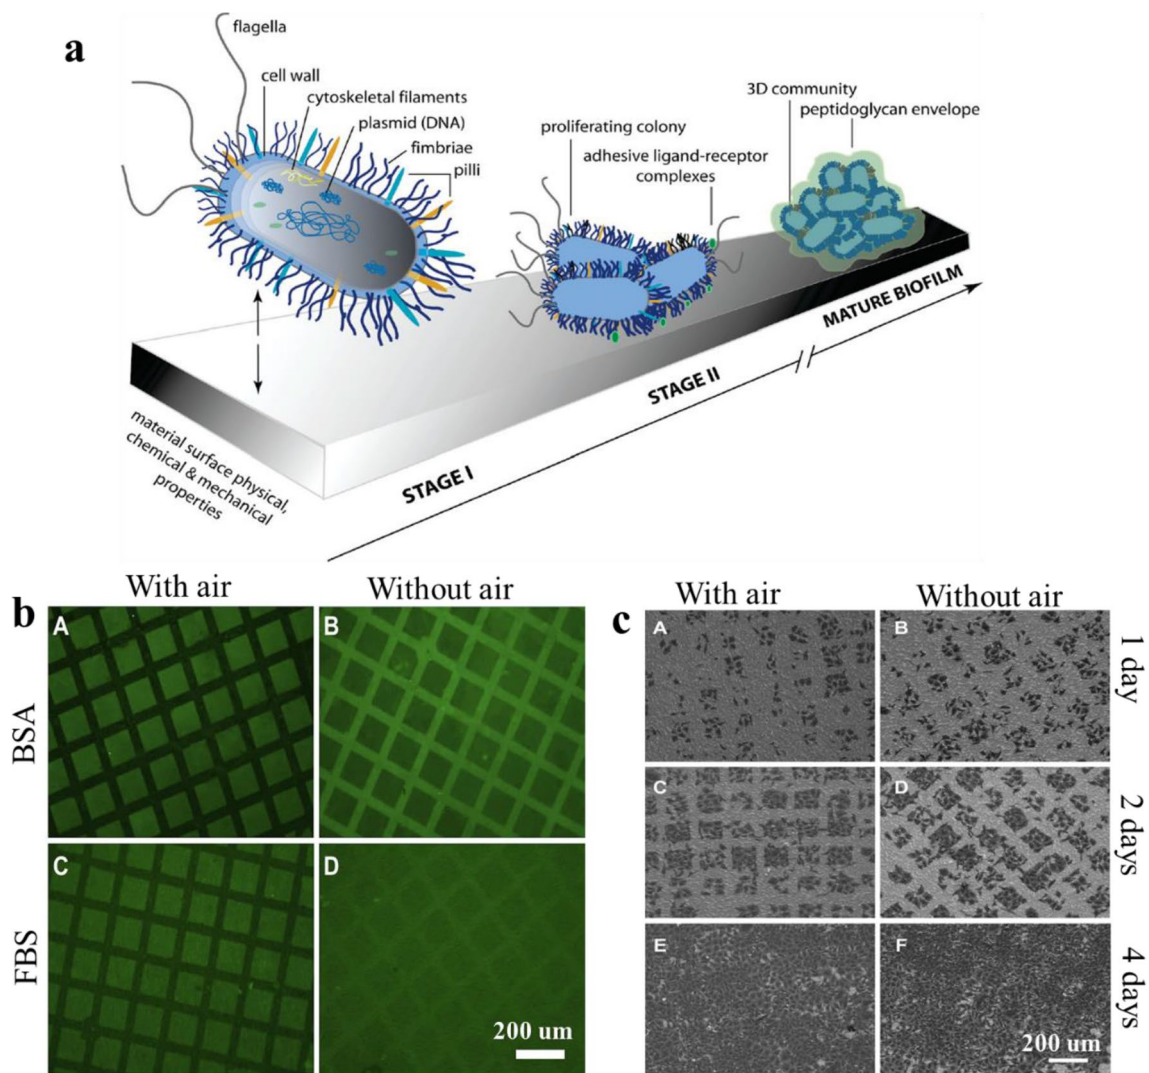 a
flagella
cell wall
cytoskeletal filaments
plasmid (DNA)
fimbriae
pilli
proliferating colony
adhesive ligand-receptor
complexes
3D community
peptidoglycan envelope
material surface physical,
chemical & mechanical
properties
STAGE I
STAGE II
MATURE BIOFILM
b
With air
Without air
BSA
FBS
A
B
C
D
200 um
c
With air
Without air
1 day
2 days
4 days
A
B
C
D
E
F
200 um